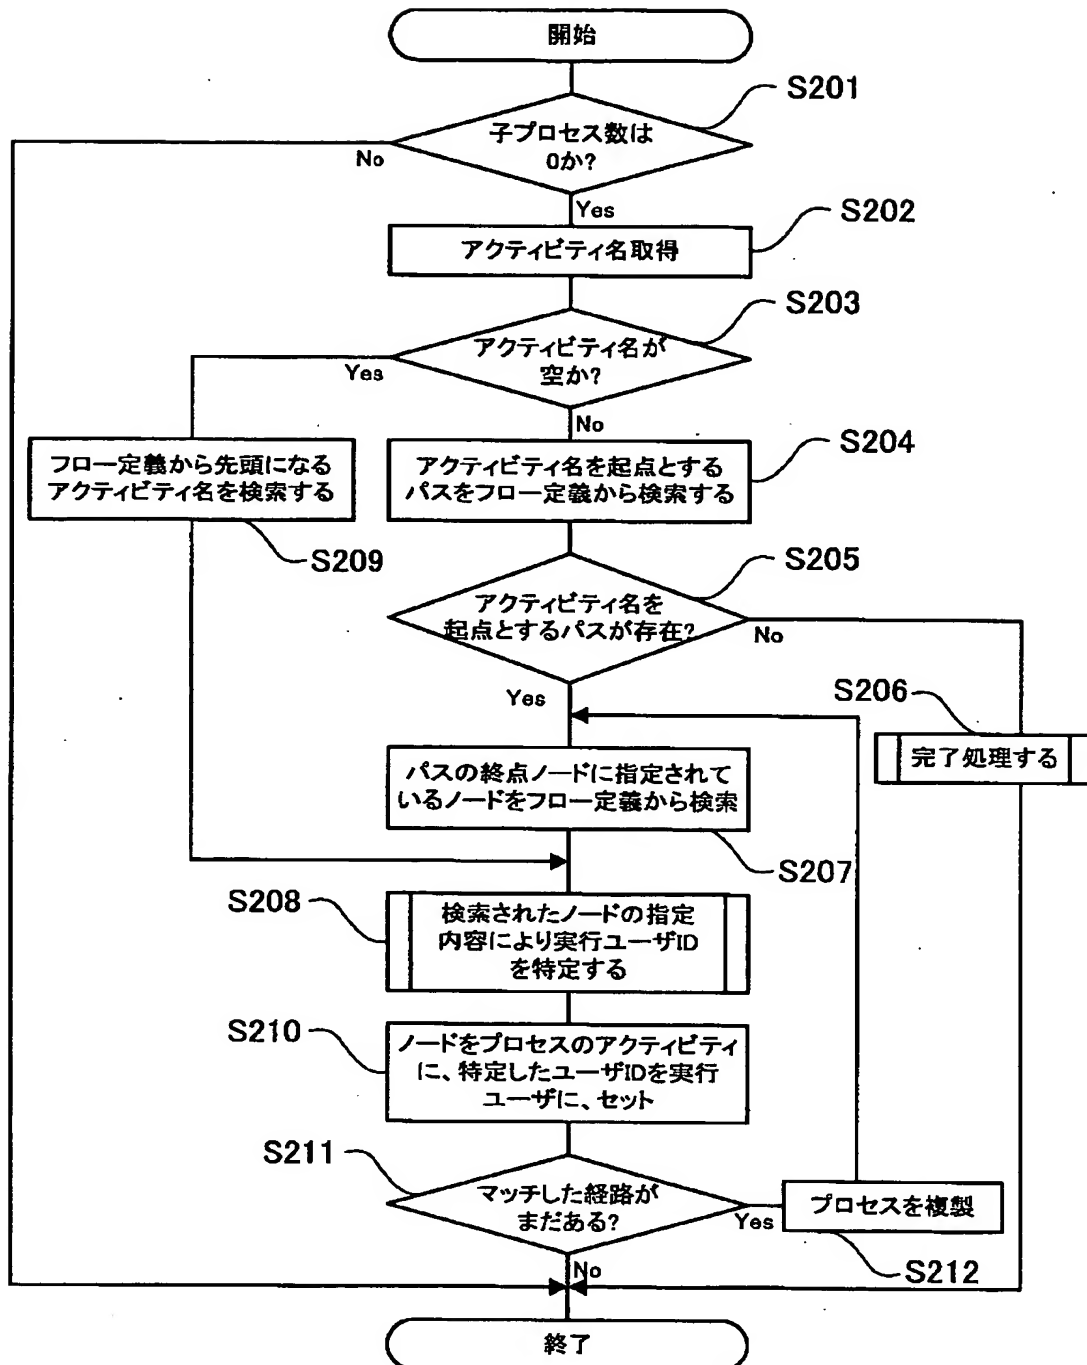 開始
S201
子プロセス数は
0か?
No
Yes
S202
アクティビティ名取得
S203
アクティビティ名が
空か?
Yes
No
S204
フロー定義から先頭になる
アクティビティ名を検索する
アクティビティ名を起点とする
パスをフロー定義から検索する
S209
S205
アクティビティ名を
起点とするパスが存在?
No
Yes
S206
完了処理する
パスの終点ノードに指定されて
いるノードをフロー定義から検索
S207
S208
検索されたノードの指定
内容により実行ユーザID
を特定する
S210
ノードをプロセスのアクティビティ
に、特定したユーザIDを実行
ユーザに、セット
S211
マッチした経路が
まだある?
Yes
プロセスを複製
S212
No
終了